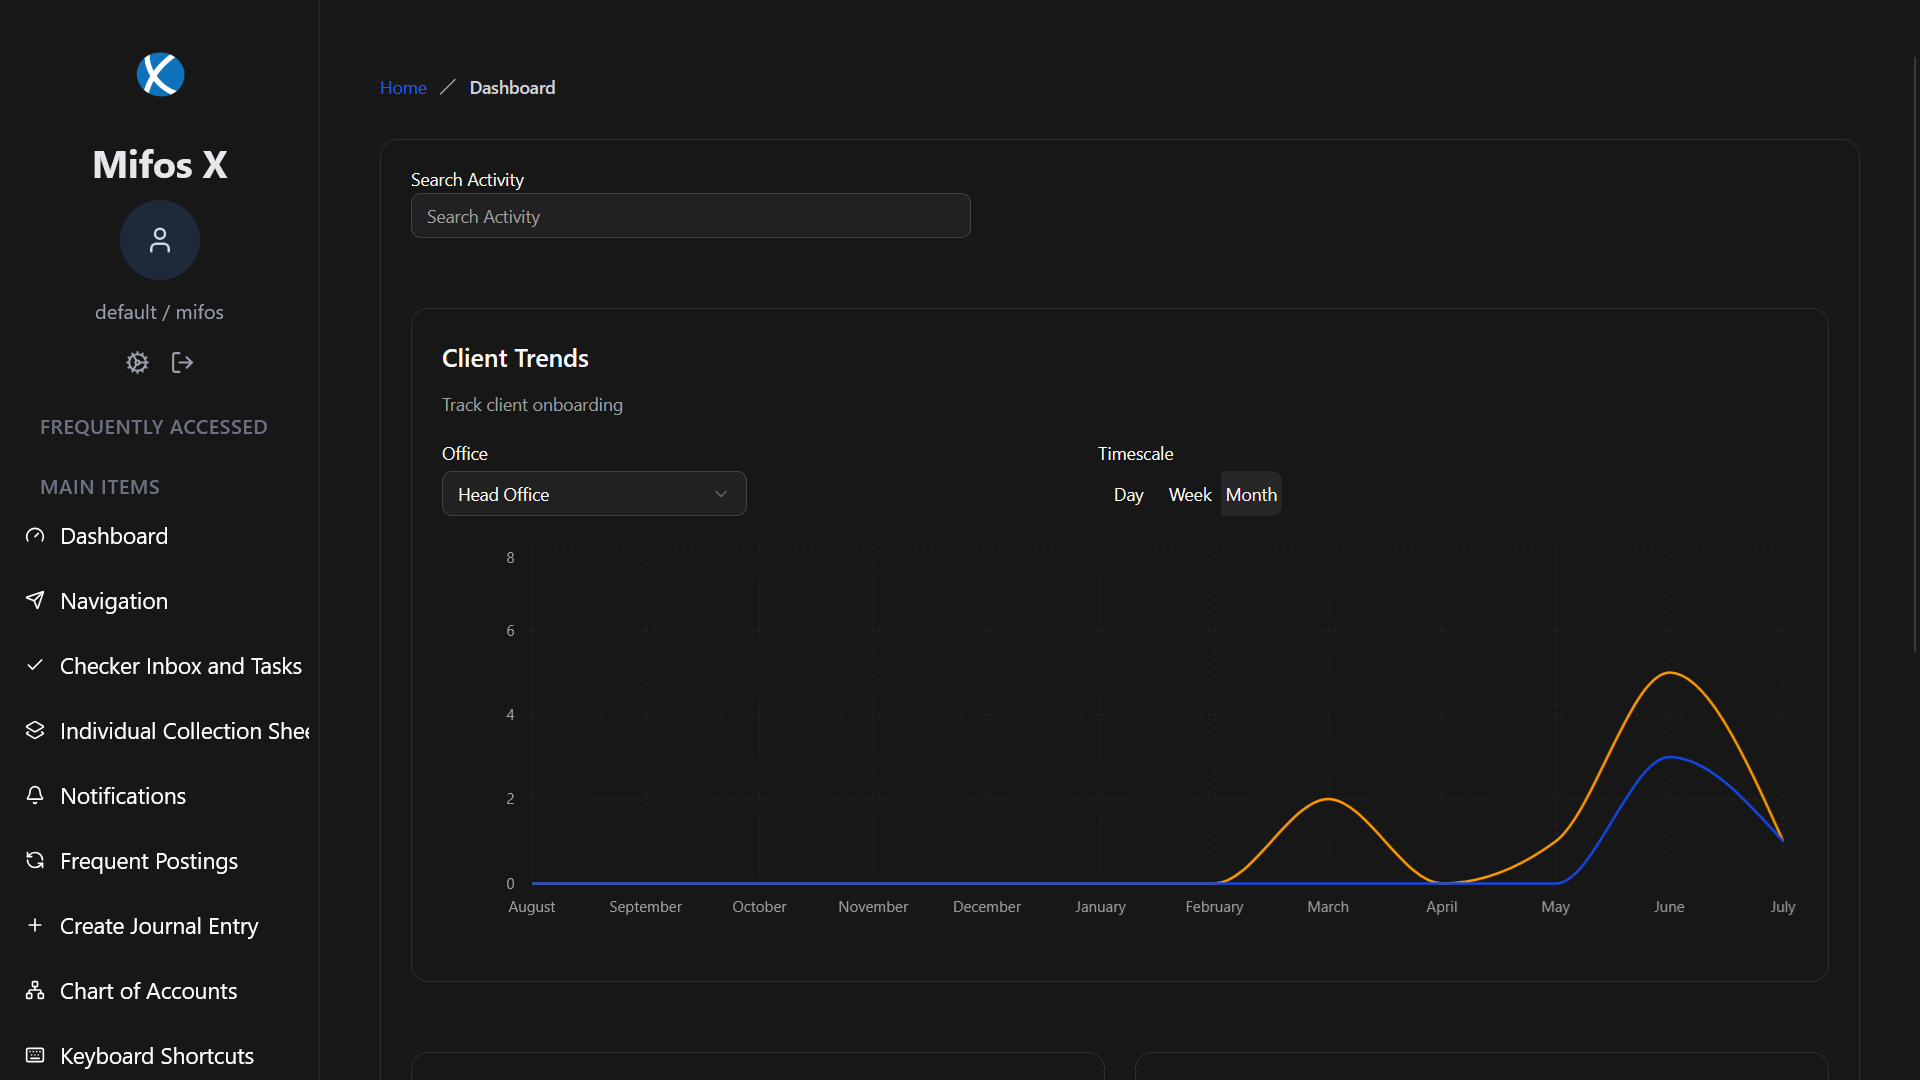 Mifos X
default / mifos
FREQUENTLY ACCESSED
MAIN ITEMS
Dashboard
Navigation
Checker Inbox and Tasks
Individual Collection Shee
Notifications
Frequent Postings
Create Journal Entry
Chart of Accounts
Keyboard Shortcuts
Home / Dashboard
Search Activity
Search Activity
Client Trends
Track client onboarding
Office
Head Office
Timescale
Day Week Month
8
6
4
2
0
August September October November December January February March April May June July